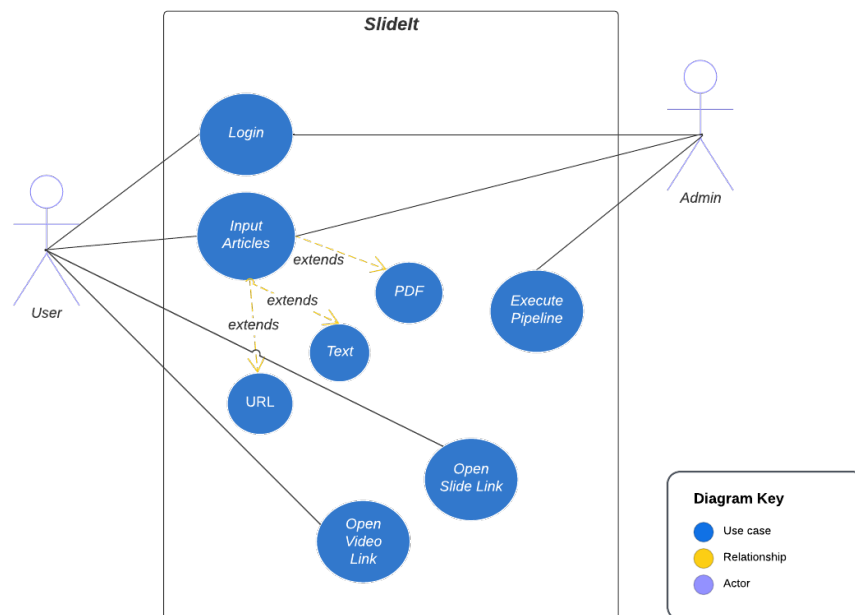 SlideIt
Login
Admin
Input
Articles
extends
PDF
User
extends
Execute
Pipeline
extends
Text
URL
Open
Slide Link
Open
Video
Link
Diagram Key
Use case
Relationship
Actor